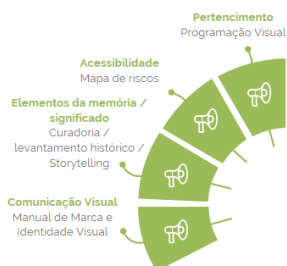 Pertencimento
Programação Visual
Acessibilidade
Mapa de riscos
Elementos da memória /
significado
Curadoria /
levantamento histórico /
Storytelling
Comunicação Visual
Manual de Marca e
Identidade Visual